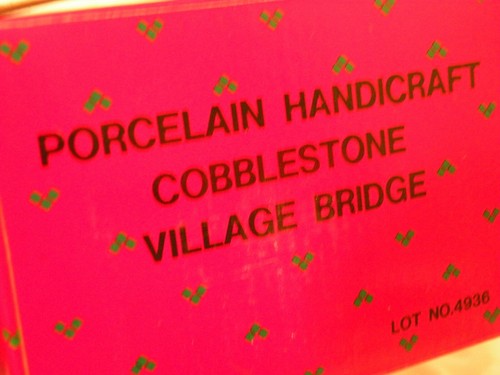 PORCELAIN HANDICRAFT
COBBLESTONE
VILLAGE BRIDGE
LOT NO.4936